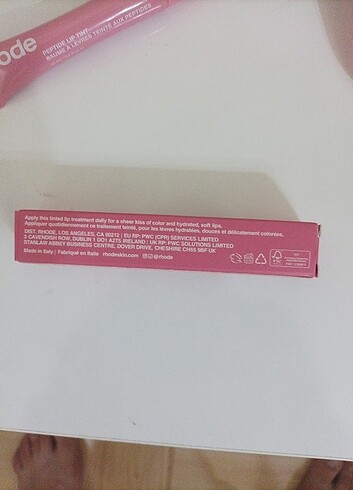 ode
PEPTIDE LIP TINT
BAUME À LÈVRES TEINTÉ AUX PEPTIDES
Apply this tinted lip treatment daily for a sheer kiss of color and hydrated, soft lips.
Appliquer quotidiennement ce traitement teinté, pour les lèvres hydratées, douces et délicatement colorées.
DIST. RHODE, LOS ANGELES, CA 90212 | EU RP: PWC (CPR) SERVICES LIMITED
3 CAVENDISH ROW, DUBLIN 1 DO1 A2T5 IRELAND | UK RP: PWC SOLUTIONS LIMITED
STANLAW ABBEY BUSINESS CENTRE, DOVER DRIVE, CHESHIRE CH65 9BF UK
Made in Italy | Fabriqué en Italie rhodeskin.com @rhode